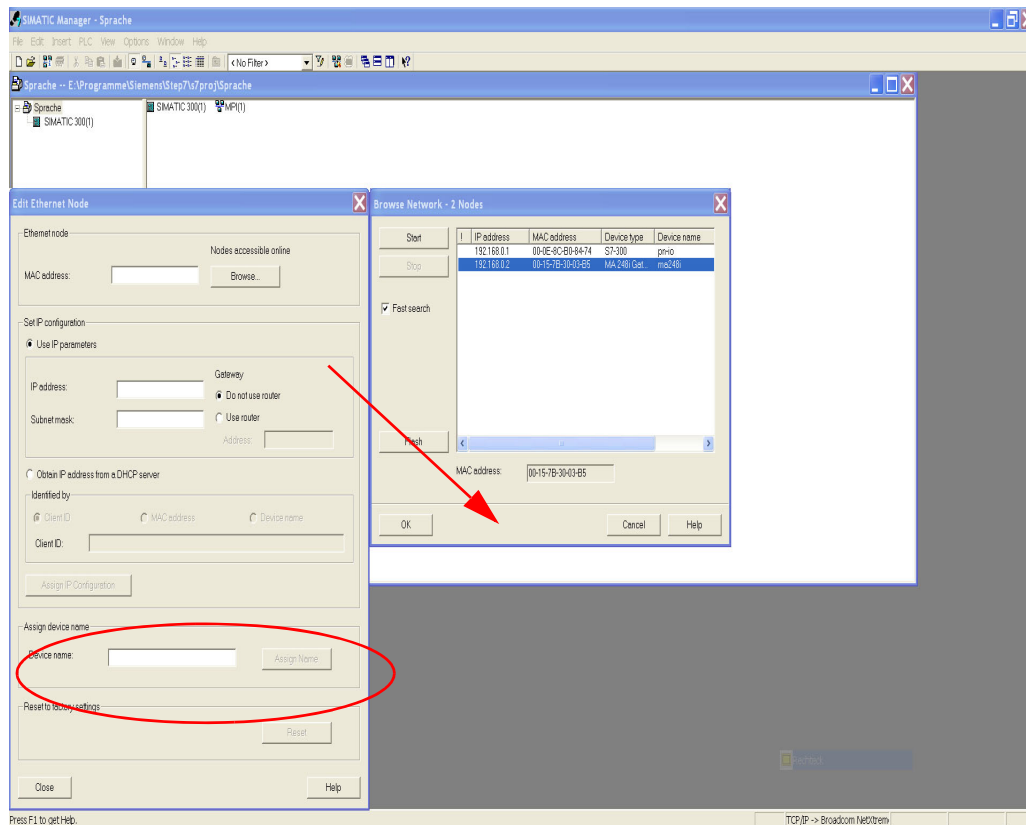 SIMATIC Manager - Sprache
File Edit Insert PLC View Options Window Help
< No Filter >
Sprache -- E:\Programme\Siemens\Step7\s7proj\Sprache
Sprache
SIMATIC 300(1)
SIMATIC 300(1) MPI(1)
Edit Ethernet Node
Ethernet node
Nodes accessible online
MAC address:
Browse...
Set IP configuration
Use IP parameters
Gateway
IP address:
Do not use router
Subnet mask:
Use router
Address:
Obtain IP address from a DHCP server
Identified by
Client ID MAC address Device name
Client ID:
Assign IP Configuration
Assign device name
Device name:
Assign Name
Reset to factory settings
Reset
Close Help
Browse Network - 2 Nodes
Start
Stop
Fast search
Flash
! IP address MAC address Device type Device name
192.168.0.1 00-0E-8C-B0-84-74 S7-300 pn-io
192.168.0.2 00-15-7B-30-03-B5 MA 248i Gat... ma248i
MAC address: 00-15-7B-30-03-B5
OK Cancel Help
Press F1 to get Help.
TCP/IP -> Broadcom NetXtrem